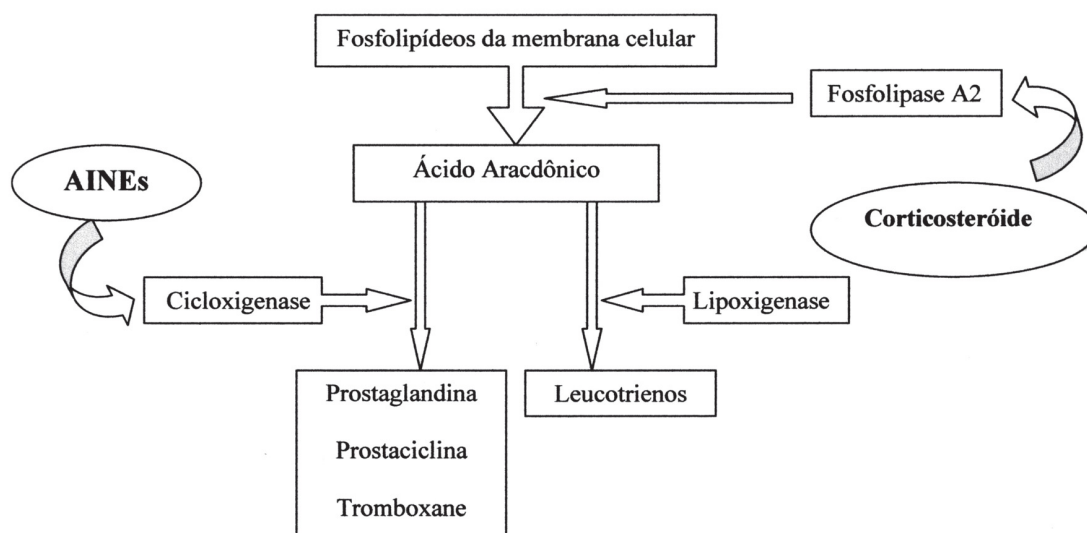 Fosfolipídeos da membrana celular
Fosfolipase A2
Ácido Aracdônico
AINEs
Corticosteróide
Cicloxigenase
Lipoxigenase
Prostaglandina
Leucotrienos
Prostaciclina
Tromboxane